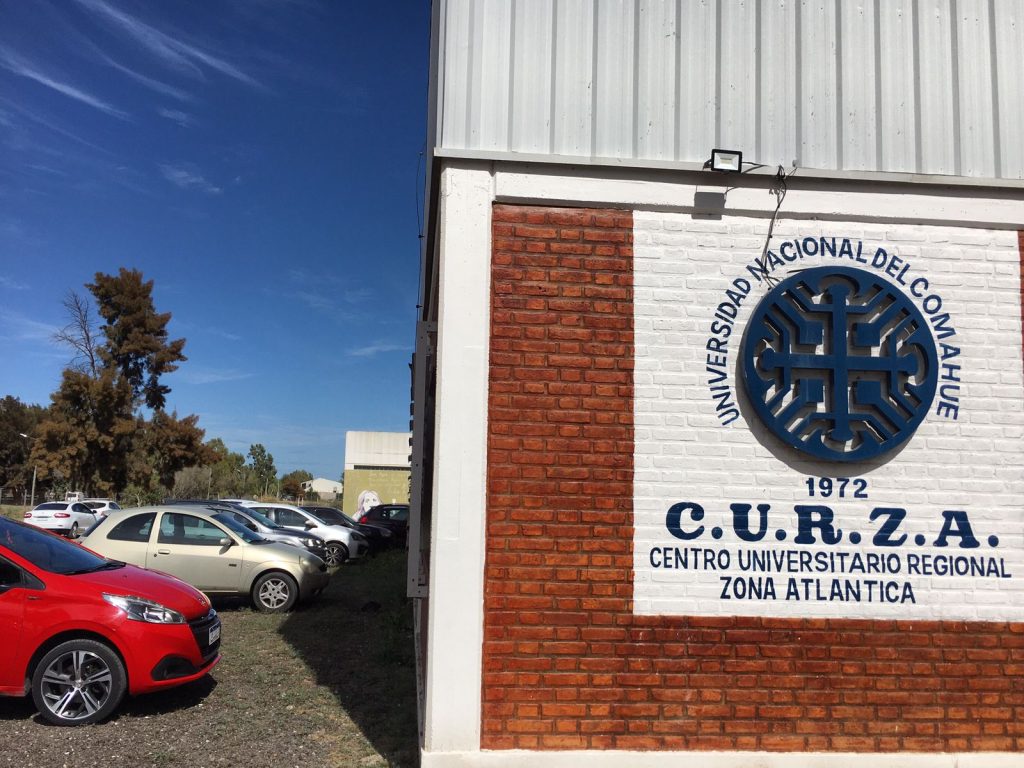 UNIVERSIDAD NACIONAL DEL COMAHUE
1972
C.U.R.Z.A.
CENTRO UNIVERSITARIO REGIONAL
ZONA ATLANTICA